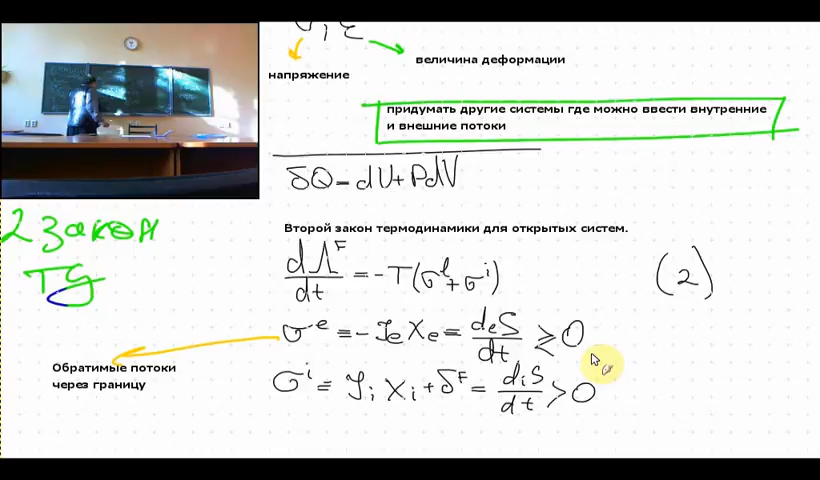 величина деформации
напряжение
придумать другие системы где можно ввести внутренние
и внешние потоки
δQ = dU + PdV
2 закон
ТД
Второй закон термодинамики для открытых систем.
dΛ^F/dt = -T(σ^e + σ^i) (2)
σ^e ≡ -J_e X_e = d_e S/dt ≥ 0
Обратимые потоки
через границу
σ^i ≡ J_i X_i + δ^F = d_i S/dt > 0